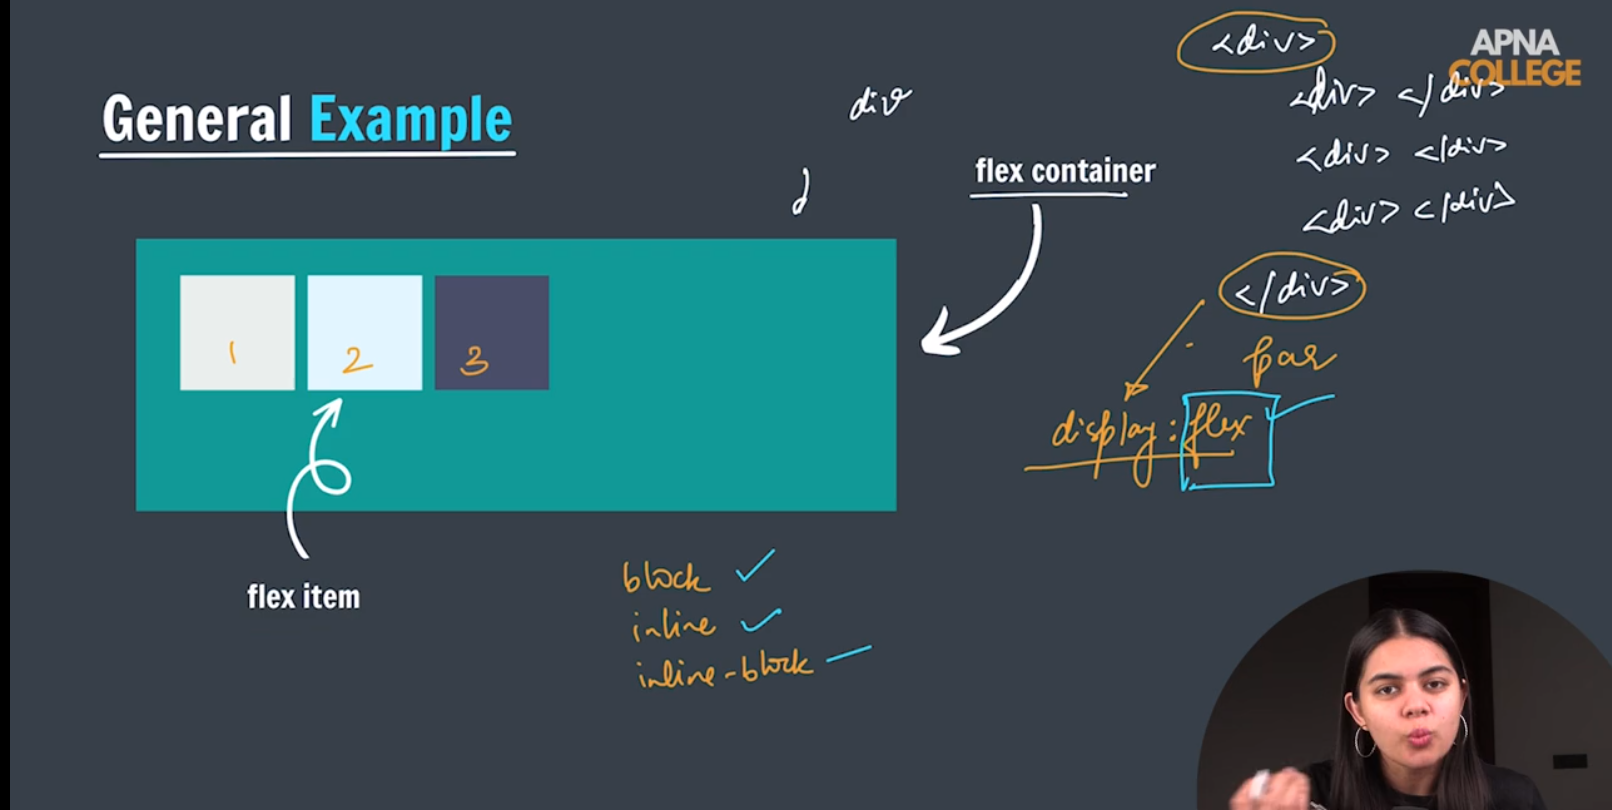 <div>
APNA
COLLEGE
<div> </div>
div
General Example
<div> </div>
flex container
<div> </div>
</div>
1
2
3
display: flex
block
flex item
inline
inline-block